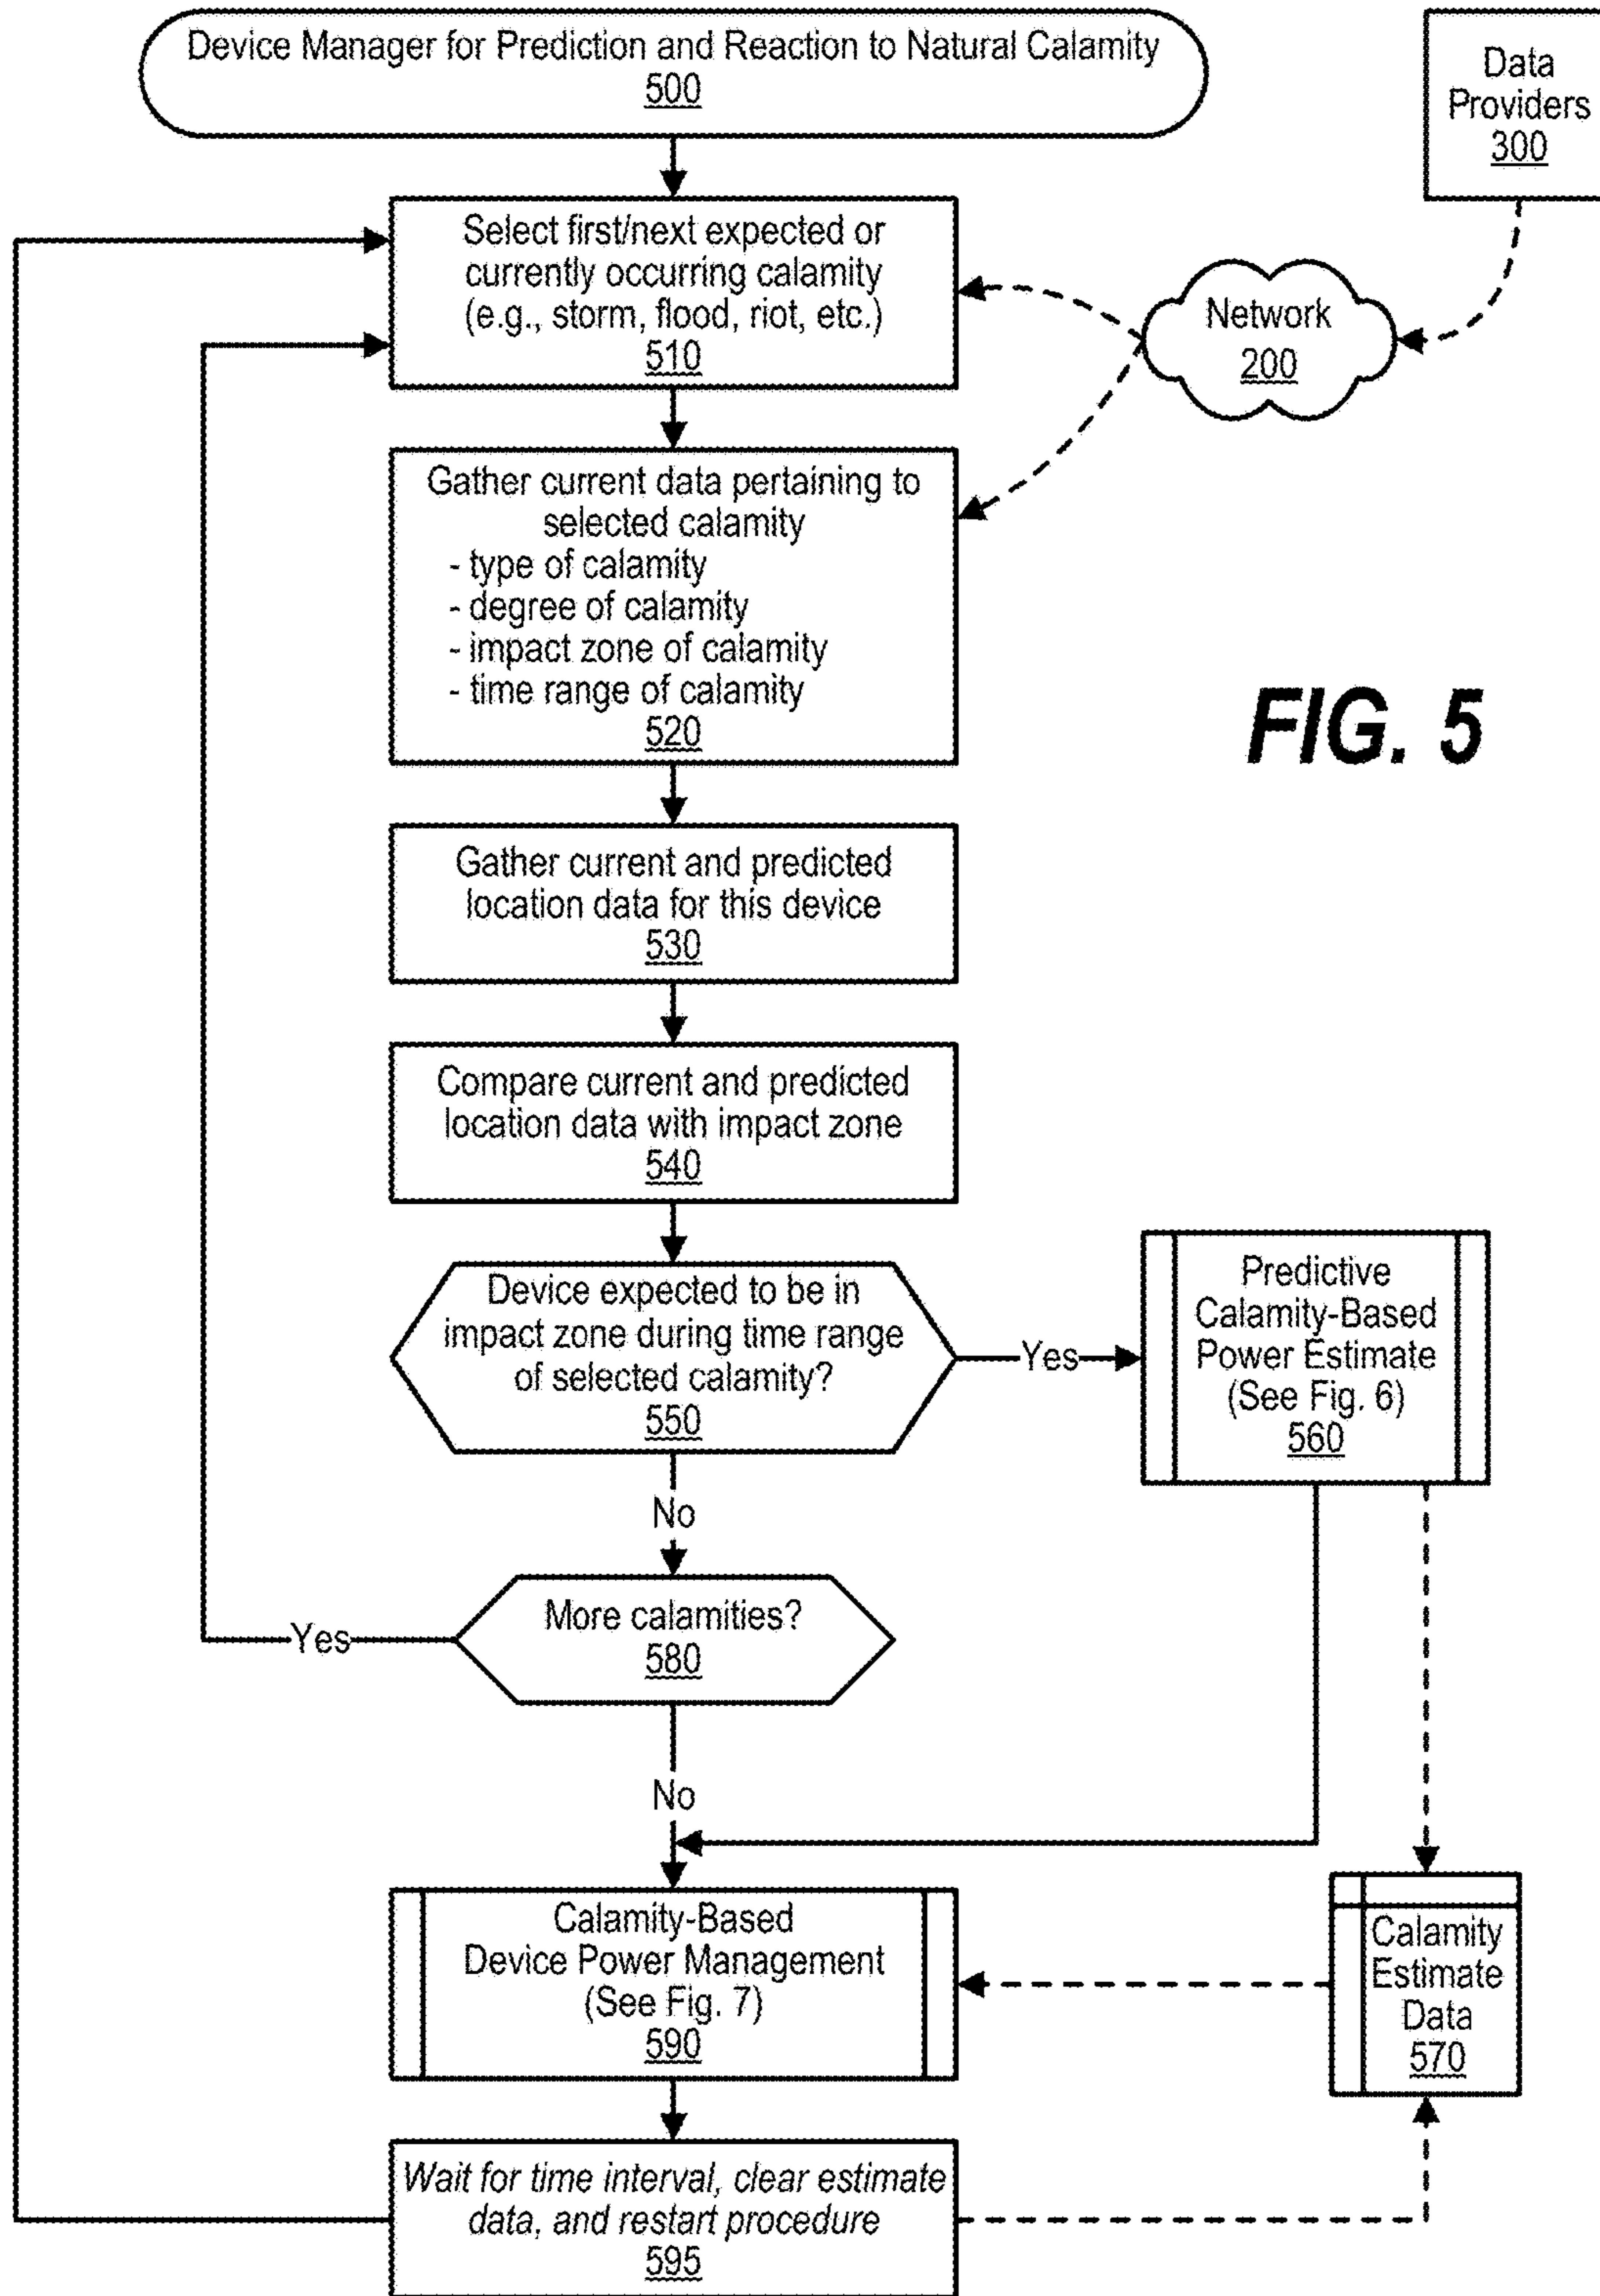 Device Manager for Prediction and Reaction to Natural Calamity
500
Data
Providers
300
Select first/next expected or
currently occurring calamity
(e.g., storm, flood, riot, etc.)
510
Network
200
Gather current data pertaining to
selected calamity
- type of calamity
- degree of calamity
- impact zone of calamity
- time range of calamity
520
FIG. 5
Gather current and predicted
location data for this device
530
Compare current and predicted
location data with impact zone
540
Device expected to be in
impact zone during time range
of selected calamity?
550
Yes
Predictive
Calamity-Based
Power Estimate
(See Fig. 6)
560
No
More calamities?
580
Yes
No
Calamity-Based
Device Power Management
(See Fig. 7)
590
Calamity
Estimate
Data
570
Wait for time interval, clear estimate
data, and restart procedure
595